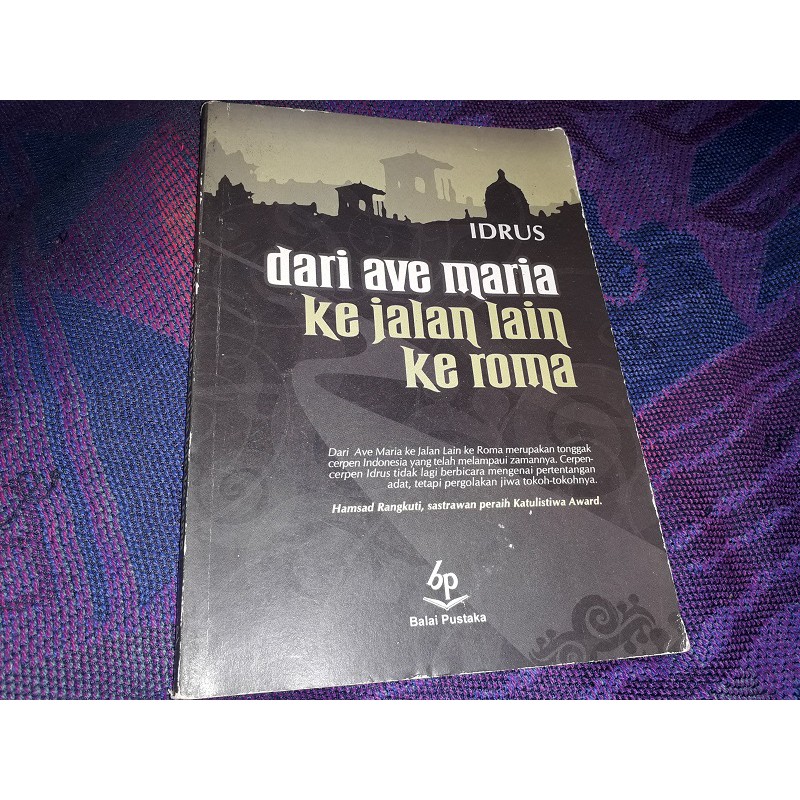 IDRUS
dari ave maria
ke jalan lain
ke roma
Dari Ave Maria ke Jalan Lain ke Roma merupakan tonggak
cerpen Indonesia yang telah melampaui zamannya. Cerpen-
cerpen Idrus tidak lagi berbicara mengenai pertentangan
adat, tetapi pergolakan jiwa tokoh-tokohnya.
Hamsad Rangkuti, sastrawan peraih Katulistiwa Award.
bp
Balai Pustaka